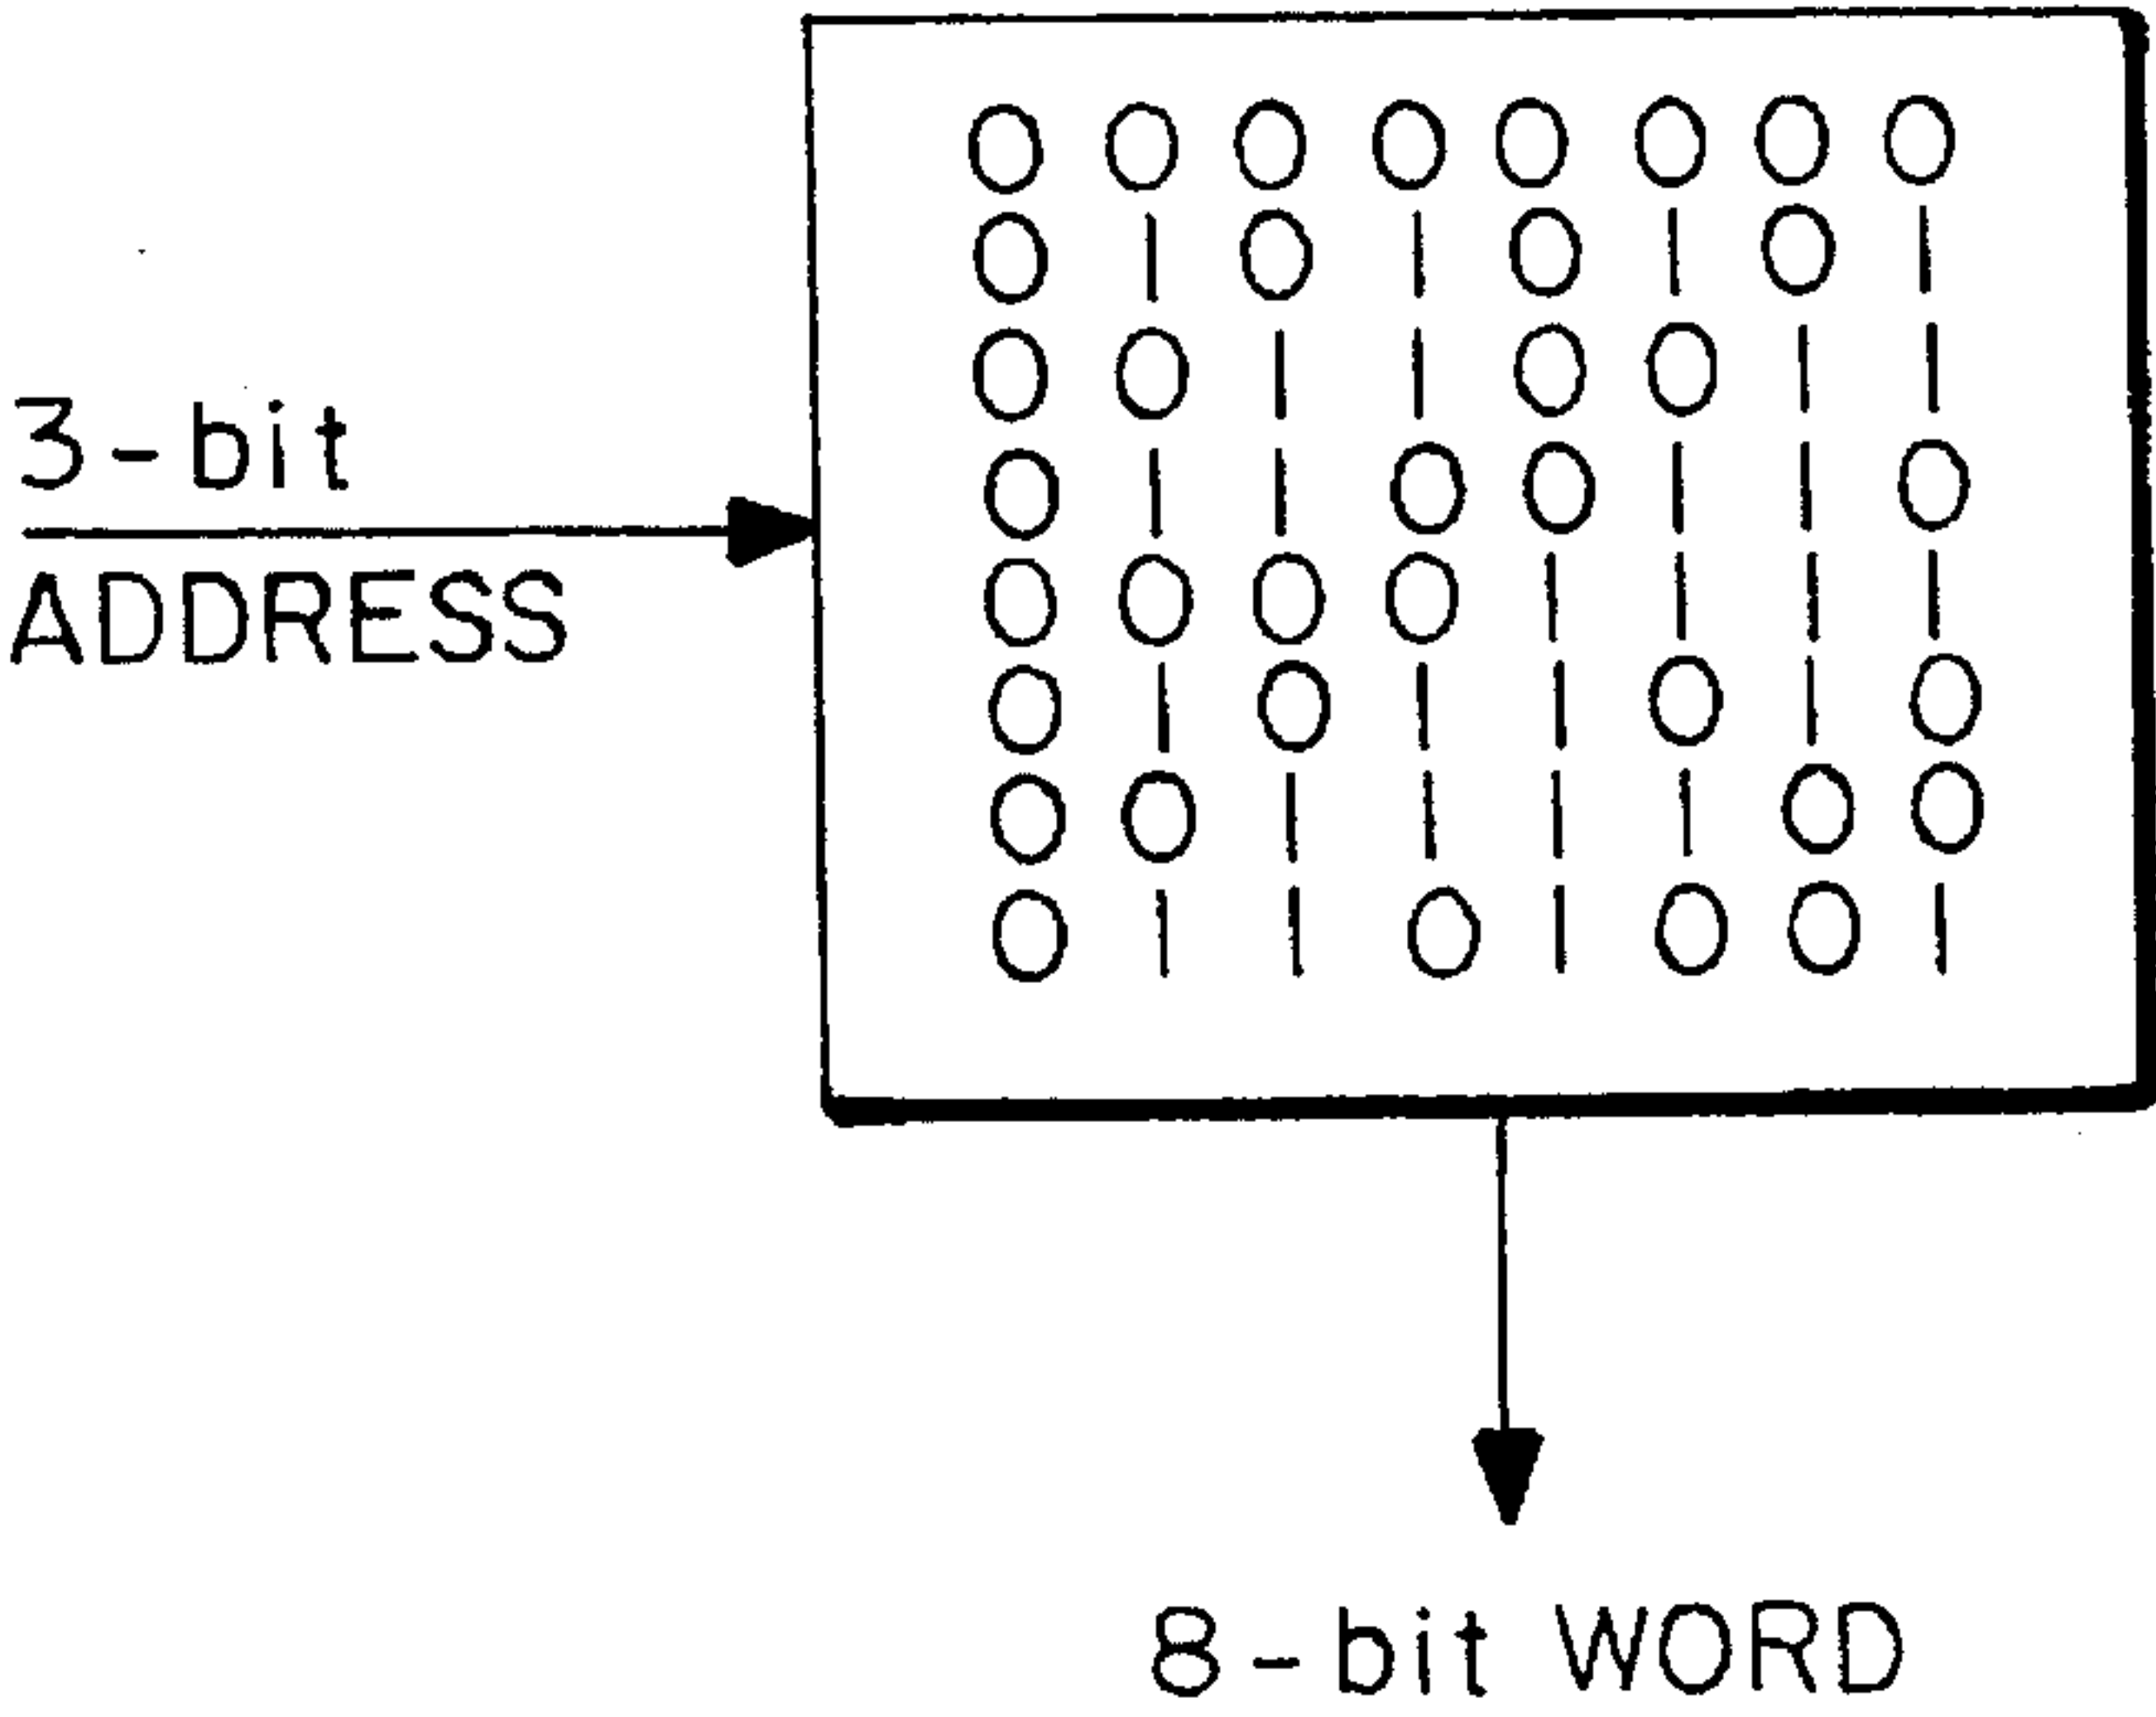 0 0 0 0 0 0 0 0
0 1 0 1 0 1 0 1
0 0 1 1 0 0 1 1
0 1 1 0 0 1 1 0
0 0 0 0 1 1 1 1
0 1 0 1 1 0 1 0
0 0 1 1 1 1 0 0
0 1 1 0 1 0 0 1
3-bit
ADDRESS
8-bit WORD